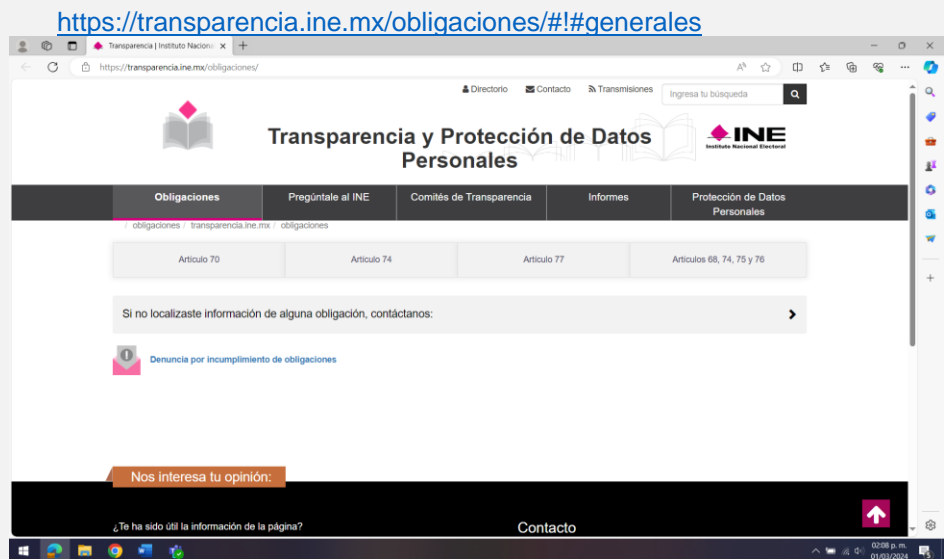 https://transparencia.ine.mx/obligaciones/#!#generales
Transparencia | Instituto Naciona
https://transparencia.ine.mx/obligaciones/
Directorio Contacto Transmisiones Ingresa tu búsqueda
Transparencia y Protección de Datos
Personales
INE
Instituto Nacional Electoral
Obligaciones Pregúntale al INE Comités de Transparencia Informes Protección de Datos
Personales
/ obligaciones / transparencia.ine.mx / obligaciones
Artículo 70 Artículo 74 Artículo 77 Artículos 68, 74, 75 y 76
Si no localizaste información de alguna obligación, contáctanos:
Denuncia por incumplimiento de obligaciones
Nos interesa tu opinión:
¿Te ha sido útil la información de la página? Contacto
02:08 p. m.
01/03/2024